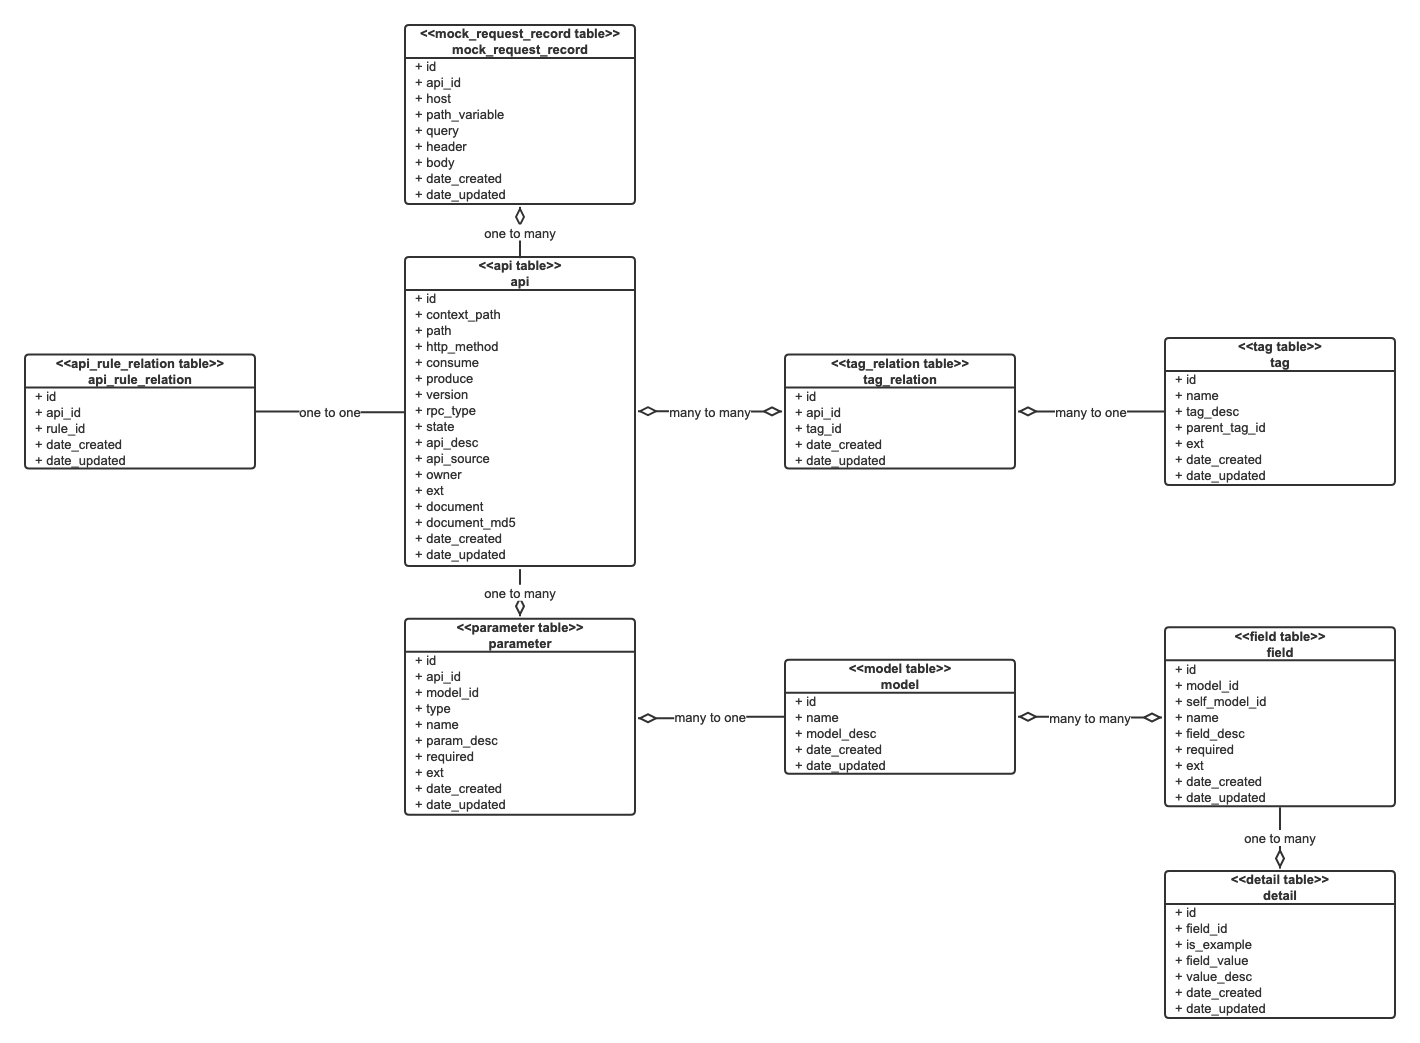 <<mock_request_record table>>
mock_request_record
+ id
+ api_id
+ host
+ path_variable
+ query
+ header
+ body
+ date_created
+ date_updated
one to many
<<api table>>
api
+ id
+ context_path
+ path
+ http_method
+ consume
+ produce
+ version
+ rpc_type
+ state
+ api_desc
+ api_source
+ owner
+ ext
+ document
+ document_md5
+ date_created
+ date_updated
<<api_rule_relation table>>
api_rule_relation
+ id
+ api_id
+ rule_id
+ date_created
+ date_updated
one to one
many to many
<<tag_relation table>>
tag_relation
+ id
+ api_id
+ tag_id
+ date_created
+ date_updated
many to one
<<tag table>>
tag
+ id
+ name
+ tag_desc
+ parent_tag_id
+ ext
+ date_created
+ date_updated
one to many
<<parameter table>>
parameter
+ id
+ api_id
+ model_id
+ type
+ name
+ param_desc
+ required
+ ext
+ date_created
+ date_updated
many to one
<<model table>>
model
+ id
+ name
+ model_desc
+ date_created
+ date_updated
many to many
<<field table>>
field
+ id
+ model_id
+ self_model_id
+ name
+ field_desc
+ required
+ ext
+ date_created
+ date_updated
one to many
<<detail table>>
detail
+ id
+ field_id
+ is_example
+ field_value
+ value_desc
+ date_created
+ date_updated